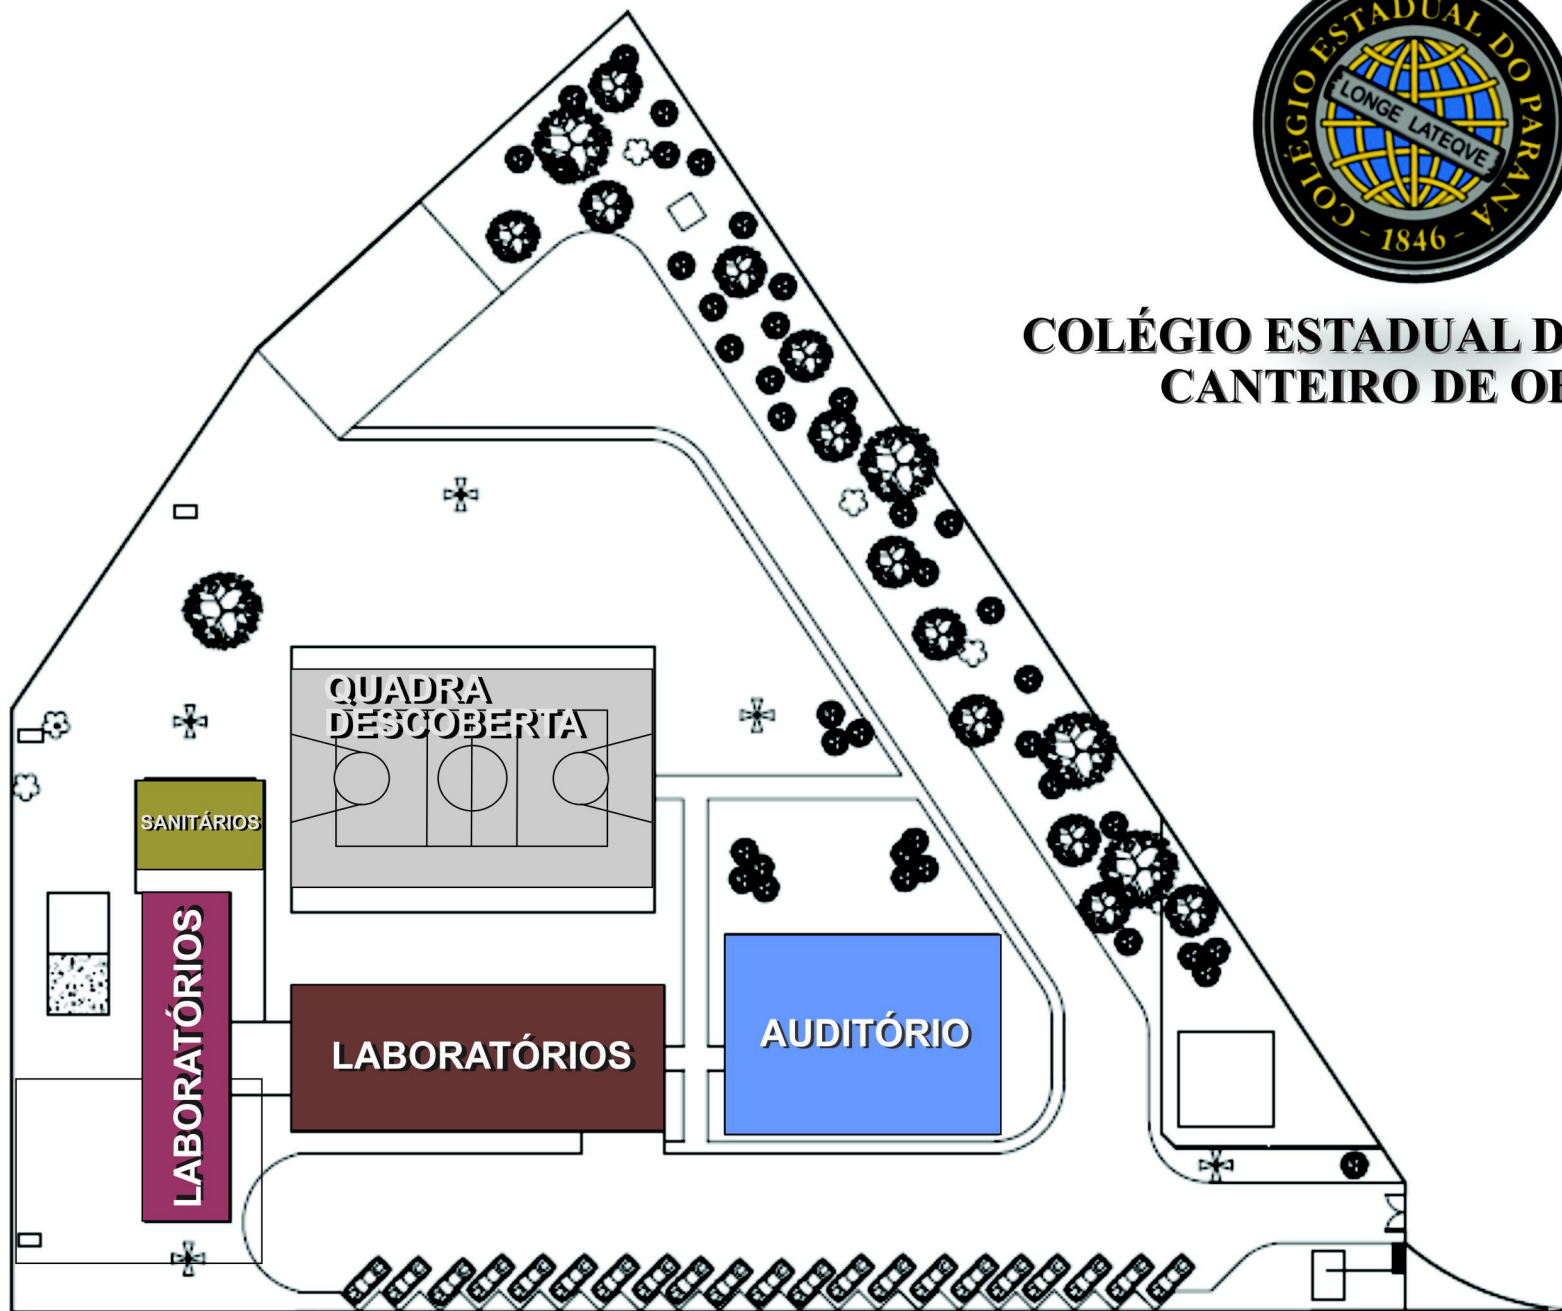 COLÉGIO ESTADUAL DO PARANÁ
LONGE LATEQVE
- 1846 -
COLÉGIO ESTADUAL
CANTEIRO DE
QUADRA
DESCOBERTA
SANITÁRIOS
LABORATÓRIOS
LABORATÓRIOS
AUDITÓRIO